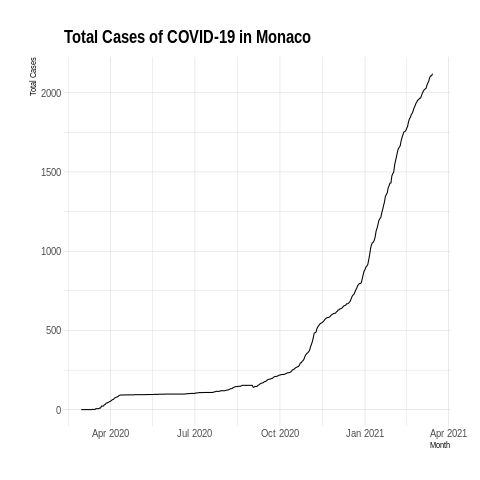 Total Cases of COVID-19 in Monaco
Total Cases
2000
1500
1000
500
0
Apr 2020 Jul 2020 Oct 2020 Jan 2021 Apr 2021
Month